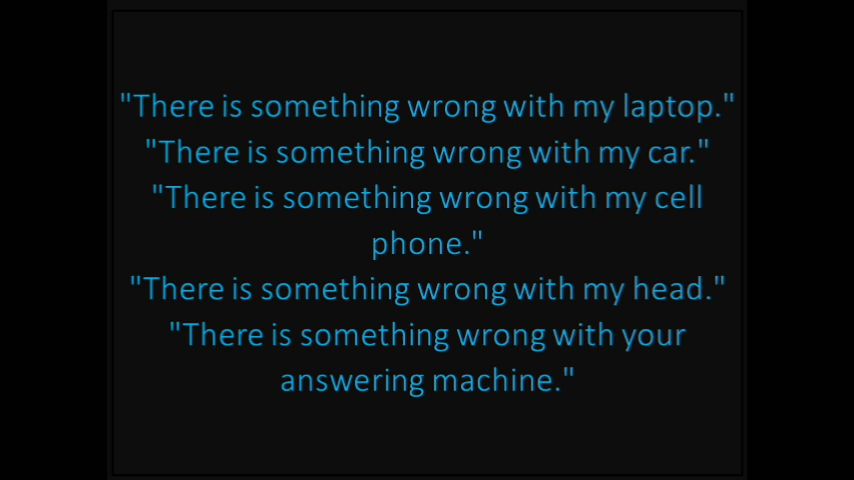 "There is something wrong with my laptop."
"There is something wrong with my car."
"There is something wrong with my cell
phone."
"There is something wrong with my head."
"There is something wrong with your
answering machine."